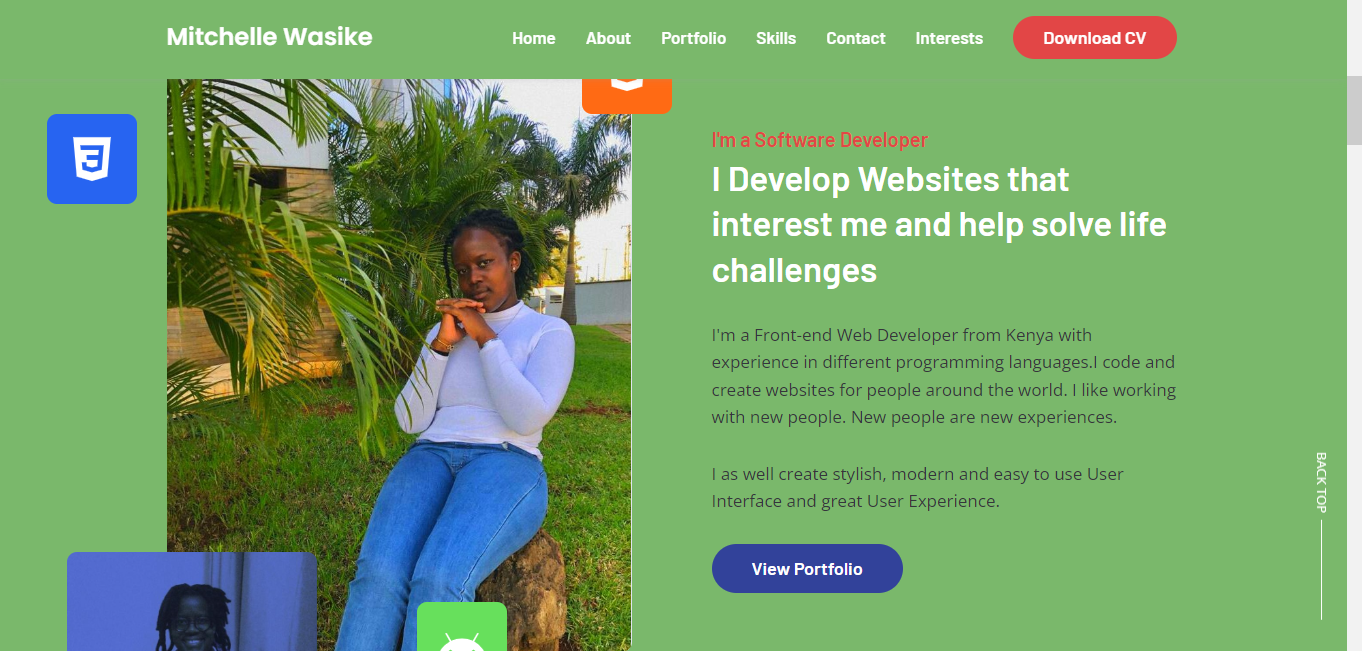 Mitchelle Wasike
Home About Portfolio Skills Contact Interests Download CV
I'm a Software Developer
I Develop Websites that
interest me and help solve life
challenges
I'm a Front-end Web Developer from Kenya with
experience in different programming languages.I code and
create websites for people around the world. I like working
with new people. New people are new experiences.
I as well create stylish, modern and easy to use User
Interface and great User Experience.
View Portfolio
BACK TOP